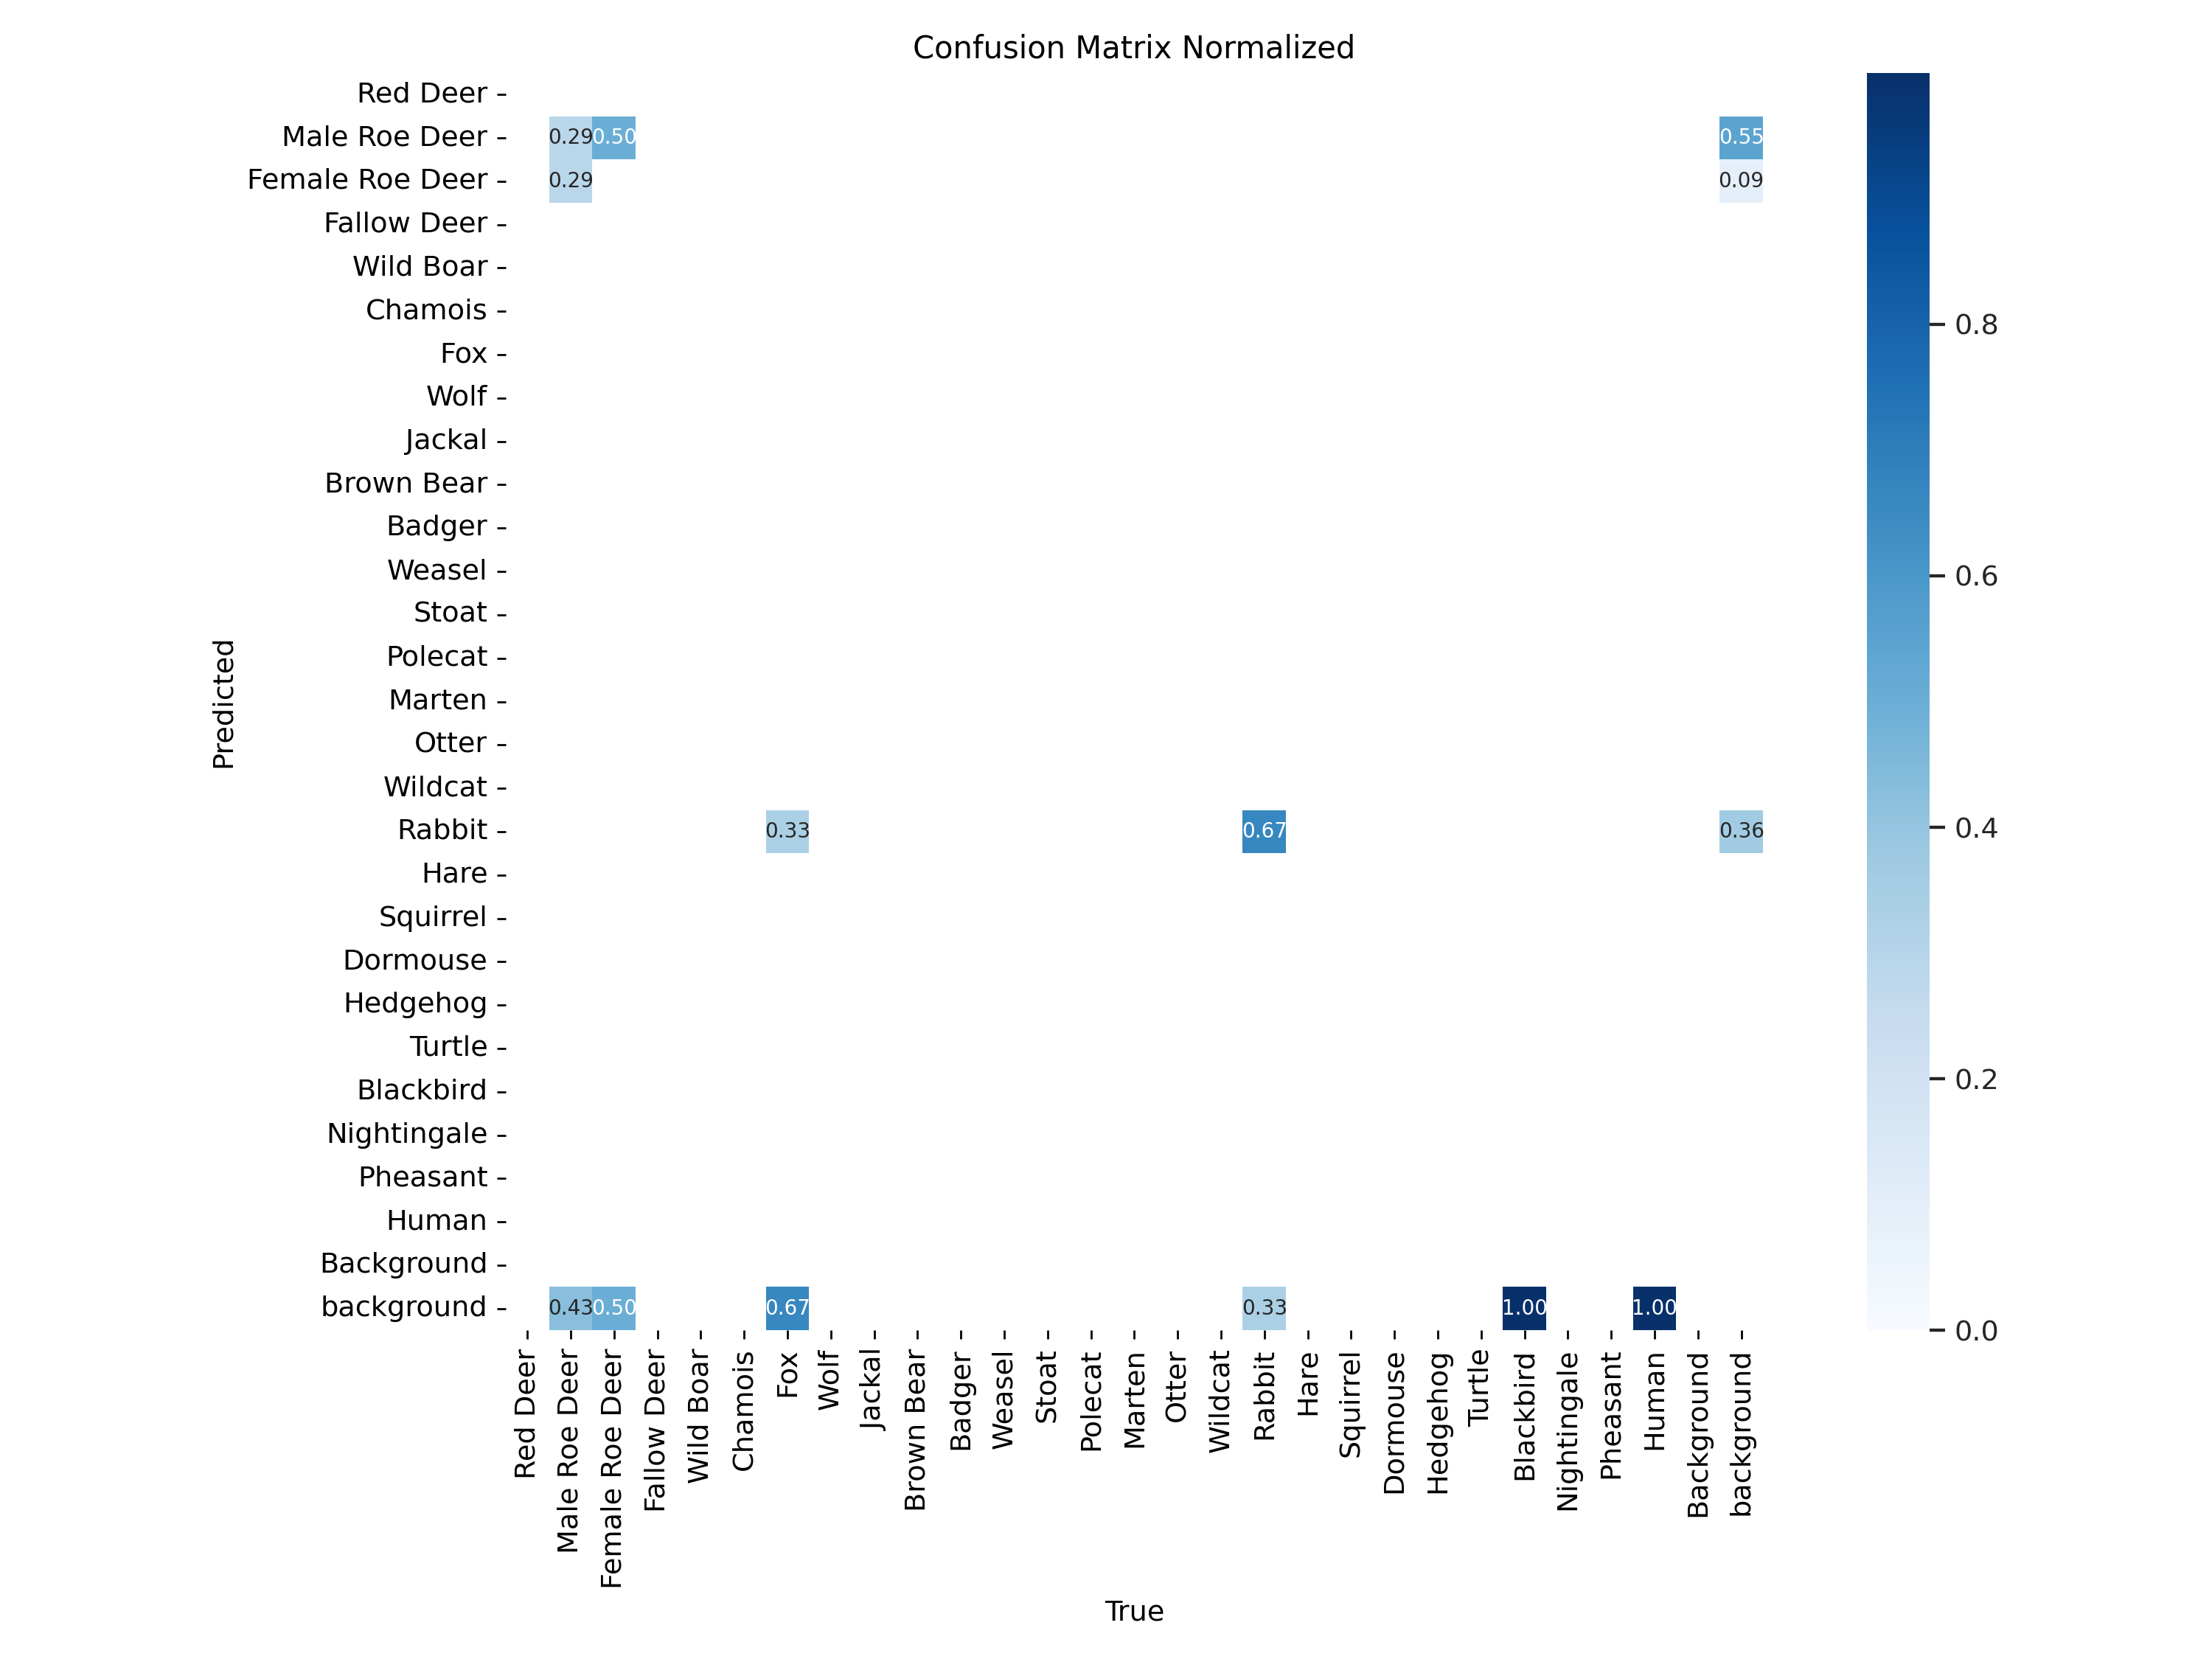 Confusion Matrix Normalized
Red Deer
Male Roe Deer
0.29 0.50 0.55
Female Roe Deer
0.29 0.09
Fallow Deer
Wild Boar
Chamois
Fox
Wolf
Jackal
Brown Bear
Badger
Weasel
Stoat
Polecat
Marten
Otter
Wildcat
Rabbit
0.33 0.67 0.36
Hare
Squirrel
Dormouse
Hedgehog
Turtle
Blackbird
Nightingale
Pheasant
Human
Background
background
0.43 0.50 0.67 0.33 1.00 1.00
Predicted
Red Deer
Male Roe Deer
Female Roe Deer
Fallow Deer
Wild Boar
Chamois
Fox
Wolf
Jackal
Brown Bear
Badger
Weasel
Stoat
Polecat
Marten
Otter
Wildcat
Rabbit
Hare
Squirrel
Dormouse
Hedgehog
Turtle
Blackbird
Nightingale
Pheasant
Human
Background
background
True
0.8
0.6
0.4
0.2
0.0